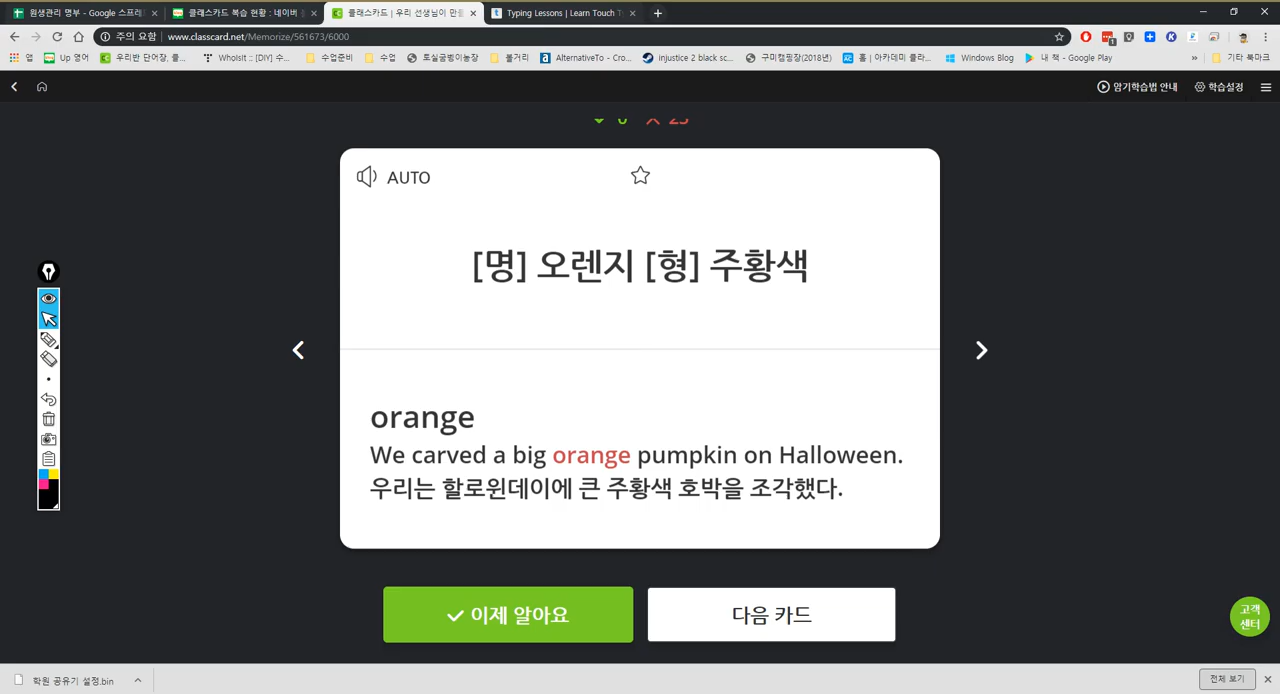 원생관리 명부 - Google 스프레
클래스카드 복습 현황 : 네이버
클래스카드 | 우리 선생님이 만든
Typing Lessons | Learn Touch T
주의 요함 | www.classcard.net/Memorize/561673/6000
앱
Up 영어
우리반 단어장, 클...
WhoIst :: [DIY] 수...
수업준비
수업
토실굼벵이농장
볼거리
AlternativeTo - Cro...
injustice 2 black sc...
구미캠핑장(2018년)
홈 | 아카데미 클라...
Windows Blog
내 책 - Google Play
»
기타 북마크
암기학습법 안내
학습설정
AUTO
[명] 오렌지 [형] 주황색
orange
We carved a big orange pumpkin on Halloween.
우리는 할로윈데이에 큰 주황색 호박을 조각했다.
이제 알아요
다음 카드
고객
센터
학원 공유기 설정.bin
전체 보기